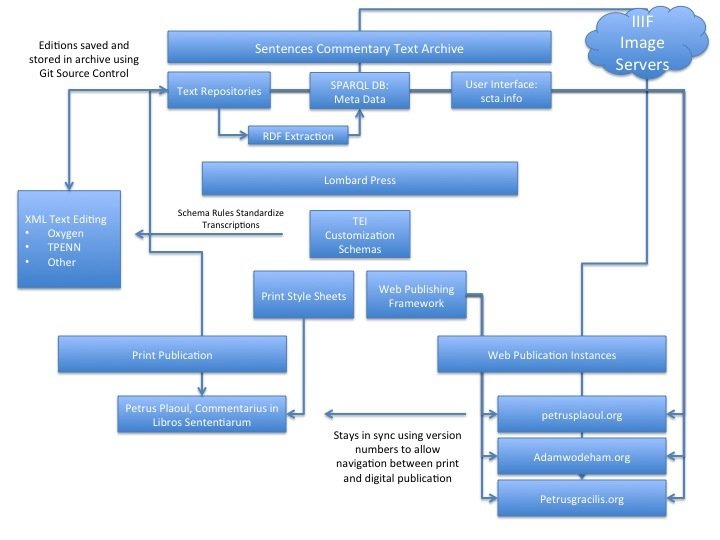 IIIF
Image
Servers
Editions saved and
stored in archive using
Git Source Control
Sentences Commentary Text Archive
Text Repositories
SPARQL DB:
Meta Data
User Interface:
scta.info
RDF Extraction
Lombard Press
XML Text Editing
• Oxygen
• TPENN
• Other
Schema Rules Standardize
Transcriptions
TEI
Customization
Schemas
Print Style Sheets
Web Publishing
Framework
Print Publication
Web Publication Instances
Petrus Plaoul, Commentarius in
Libros Sententiarum
petrusplaoul.org
Stays in sync using version
numbers to allow
navigation between print
and digital publication
Adamwodeham.org
Petrusgracilis.org